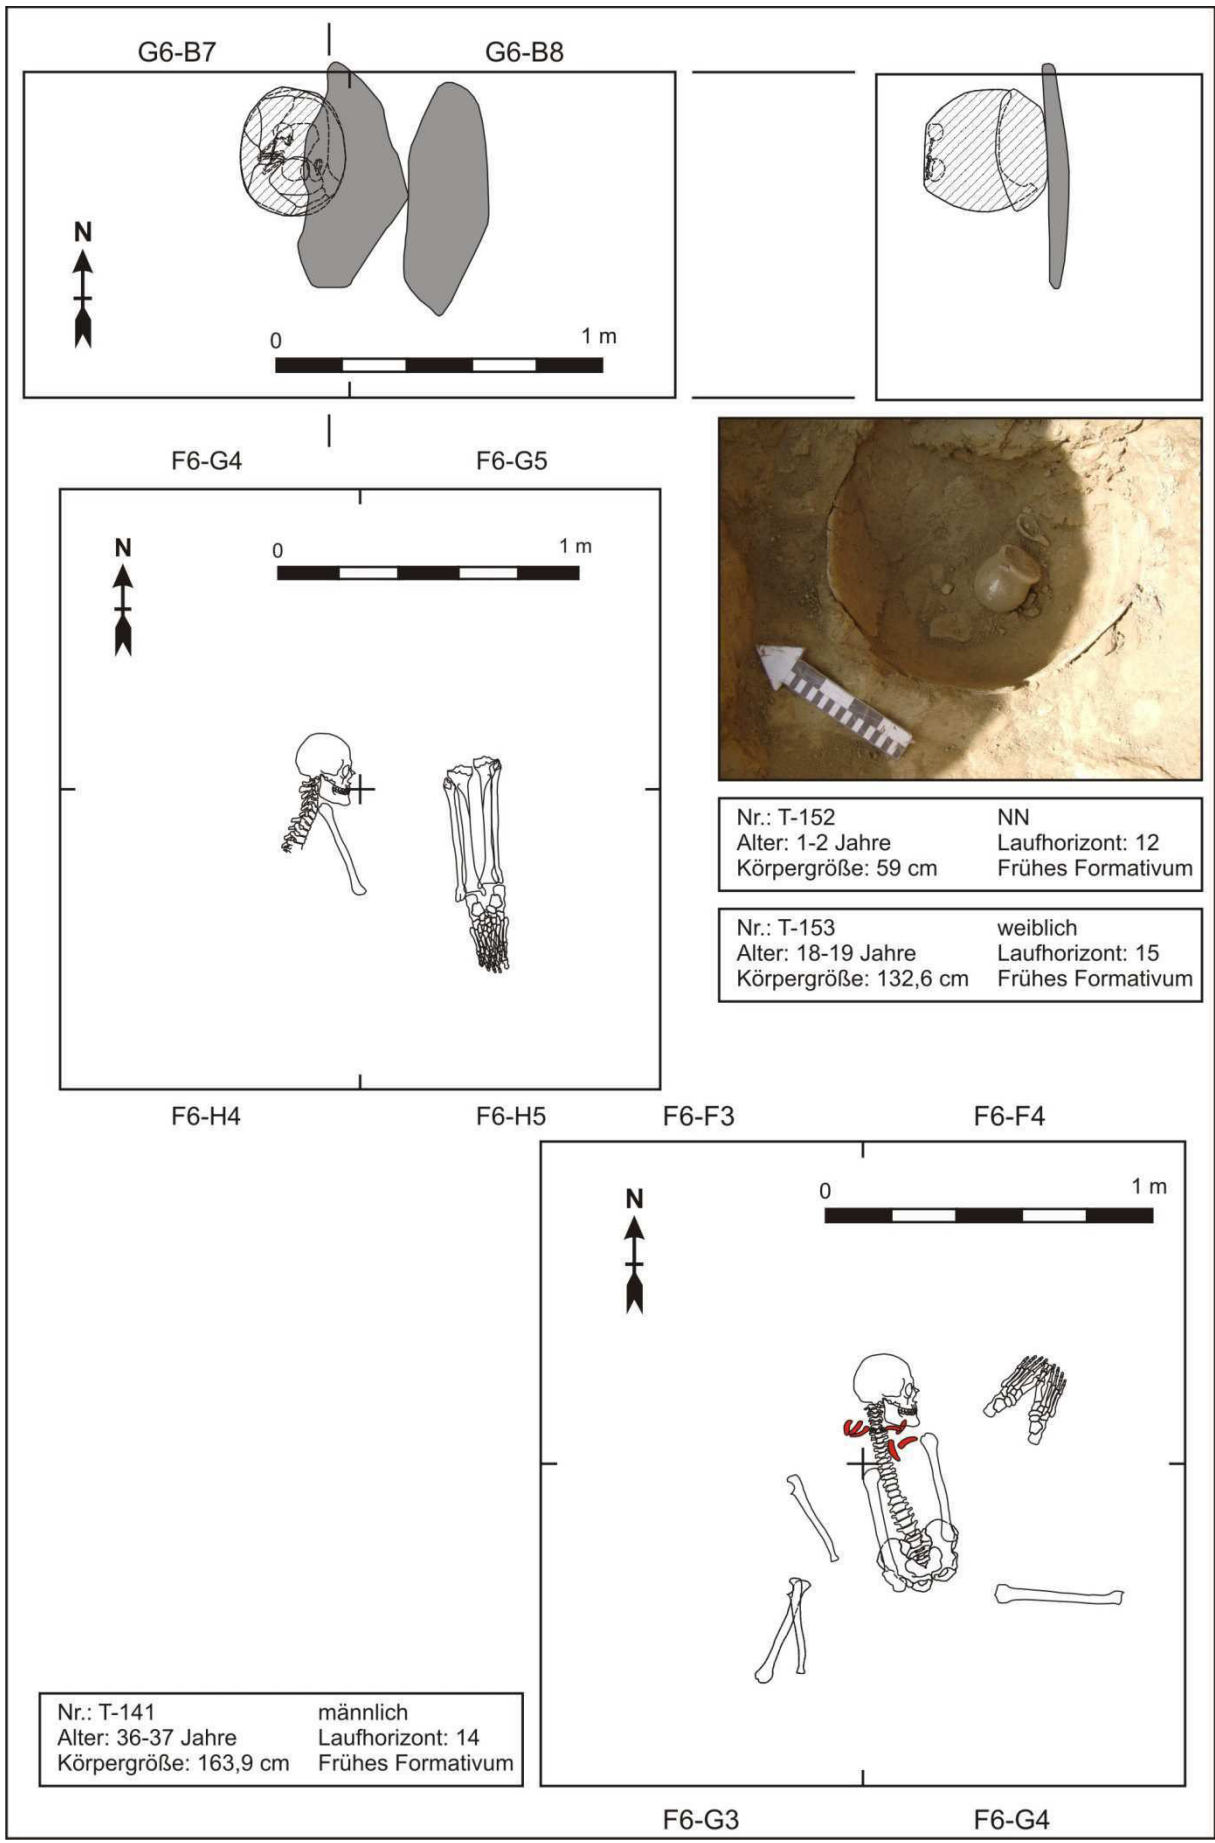 G6-B7 G6-B8
N
0 1 m
F6-G4 F6-G5
N
0 1 m
Nr.: T-152 NN
Alter: 1-2 Jahre Laufhorizont: 12
Körpergröße: 59 cm Frühes Formativum
Nr.: T-153 weiblich
Alter: 18-19 Jahre Laufhorizont: 15
Körpergröße: 132,6 cm Frühes Formativum
F6-H4 F6-H5 F6-F3 F6-F4
N
0 1 m
Nr.: T-141 männlich
Alter: 36-37 Jahre Laufhorizont: 14
Körpergröße: 163,9 cm Frühes Formativum
F6-G3 F6-G4